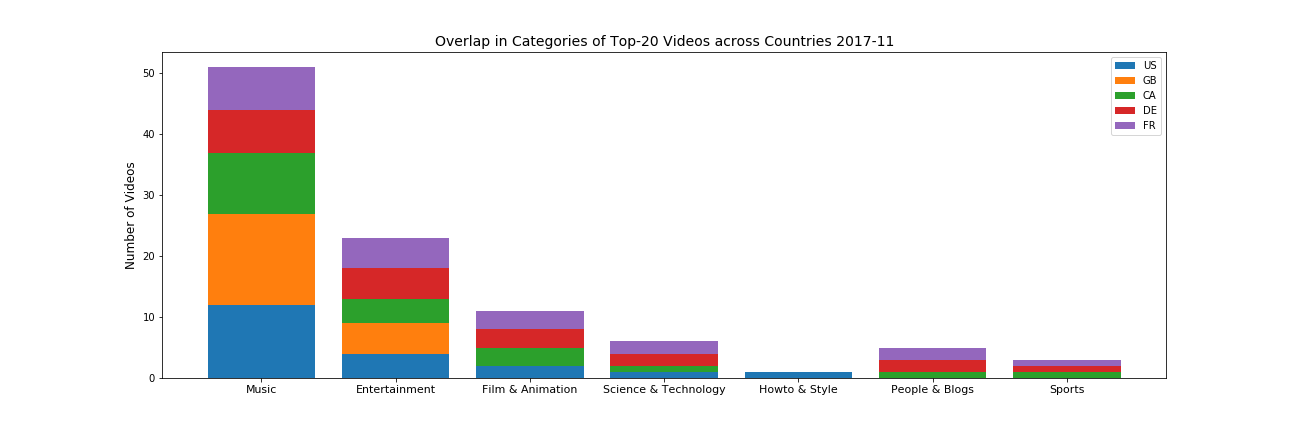 Overlap in Categories of Top-20 Videos across Countries 2017-11
US
GB
CA
DE
FR
Number of Videos
50
40
30
20
10
0
Music Entertainment Film & Animation Science & Technology Howto & Style People & Blogs Sports